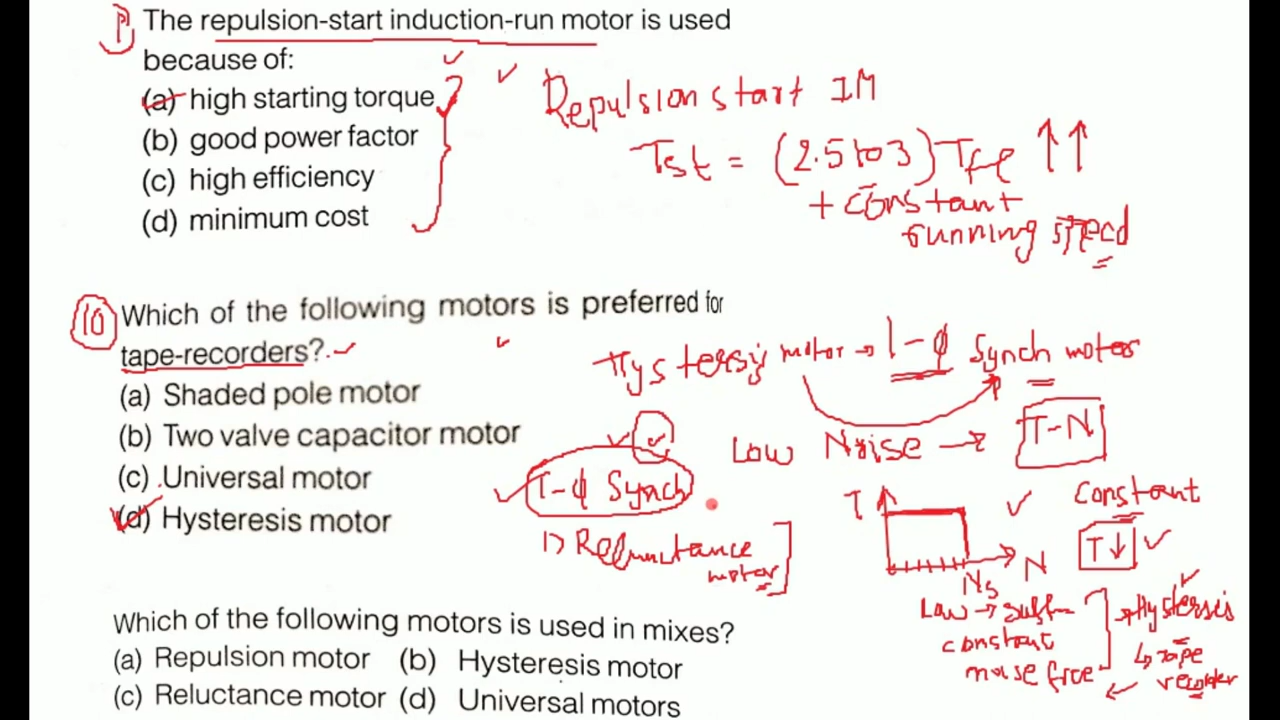 The repulsion-start induction-run motor is used
because of:
(a) high starting torque
(b) good power factor
(c) high efficiency
(d) minimum cost
Repulsion start IM
Tst = (2.5 to 3) Tfl ↑↑
+ constant
running speed
10 Which of the following motors is preferred for
tape-recorders?
(a) Shaded pole motor
(b) Two valve capacitor motor
(c) .Universal motor
(d) Hysteresis motor
Hystersis motor → 1-ϕ Synch motor
Low Noise → T-N
1-ϕ Synch
1> Reluctance
motor
T
Ns
N
Constant
T↓
Low →
constant
noise free
→ Hystersis
↳ tape
recorder
Which of the following motors is used in mixes?
(a) Repulsion motor (b) Hysteresis motor
(c) Reluctance motor (d) Universal motors